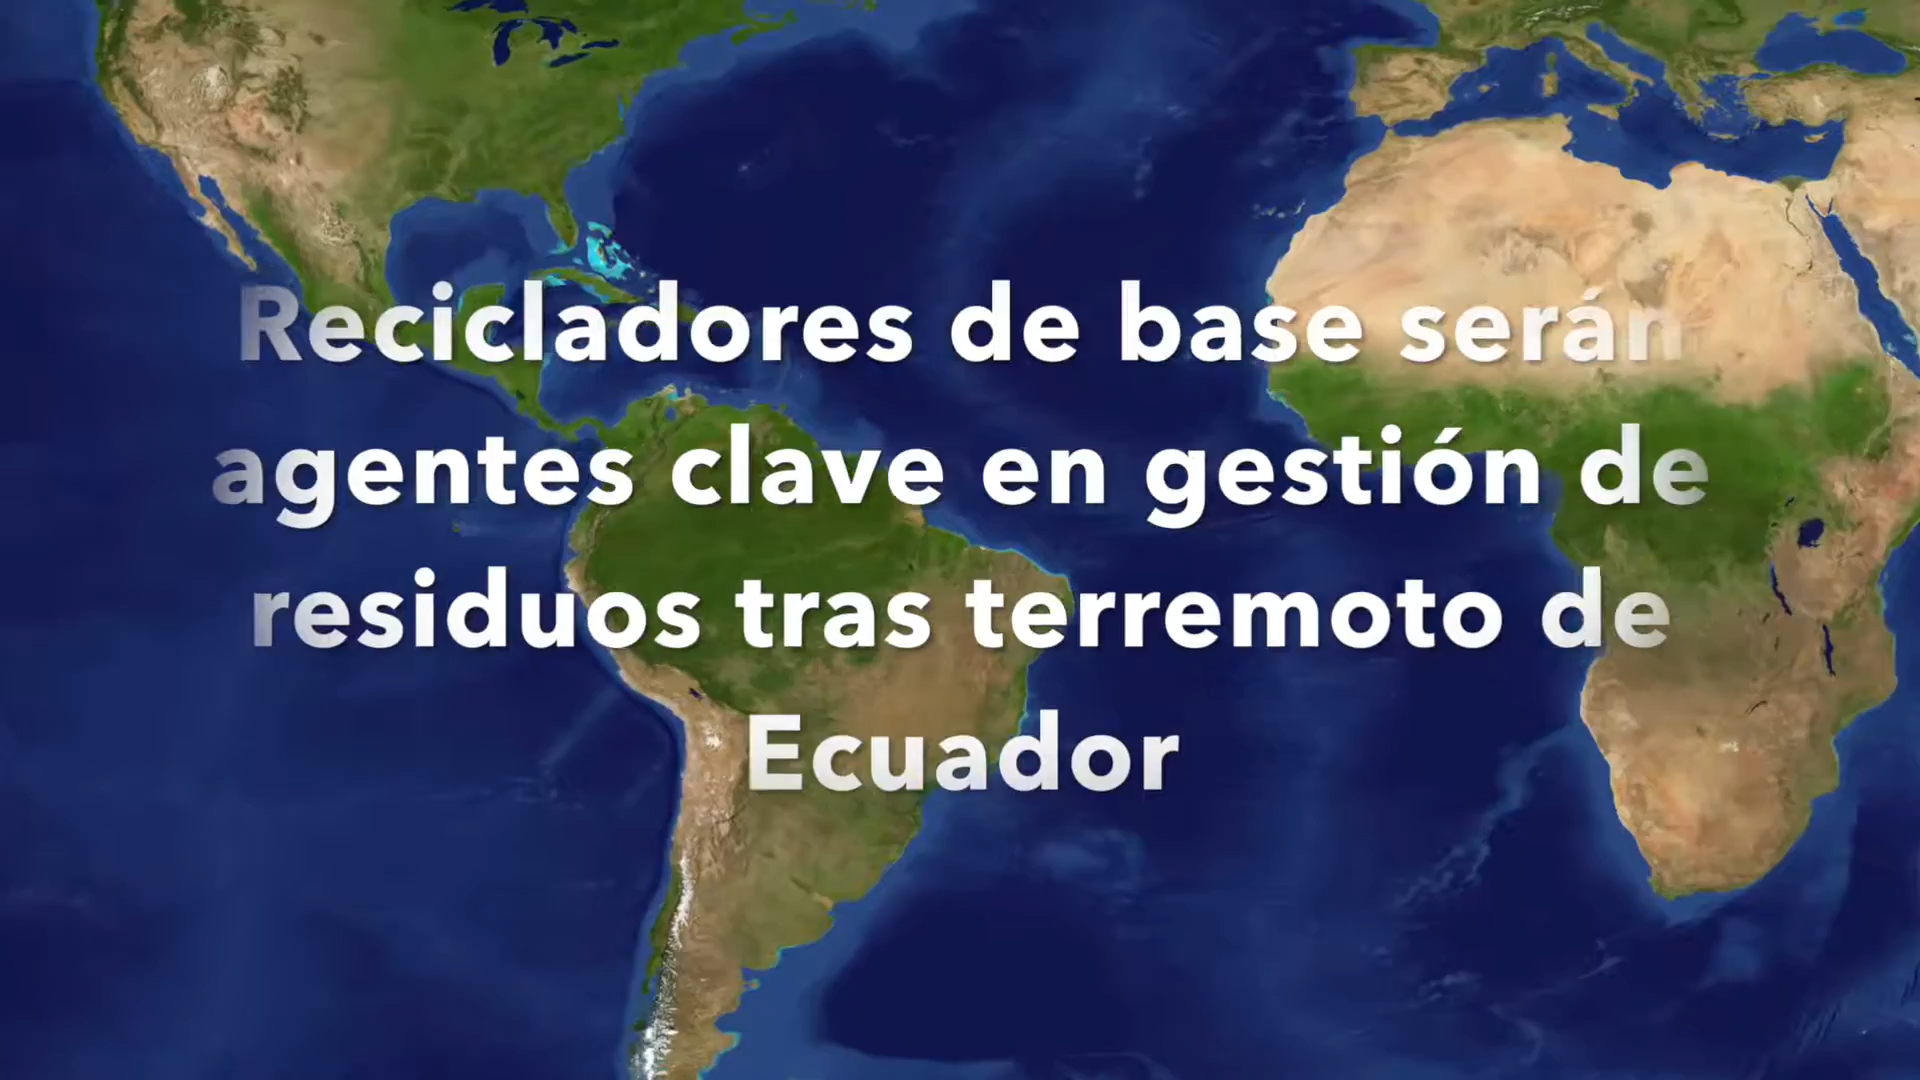 Recicladores de base serán
agentes clave en gestión de
residuos tras terremoto de
Ecuador